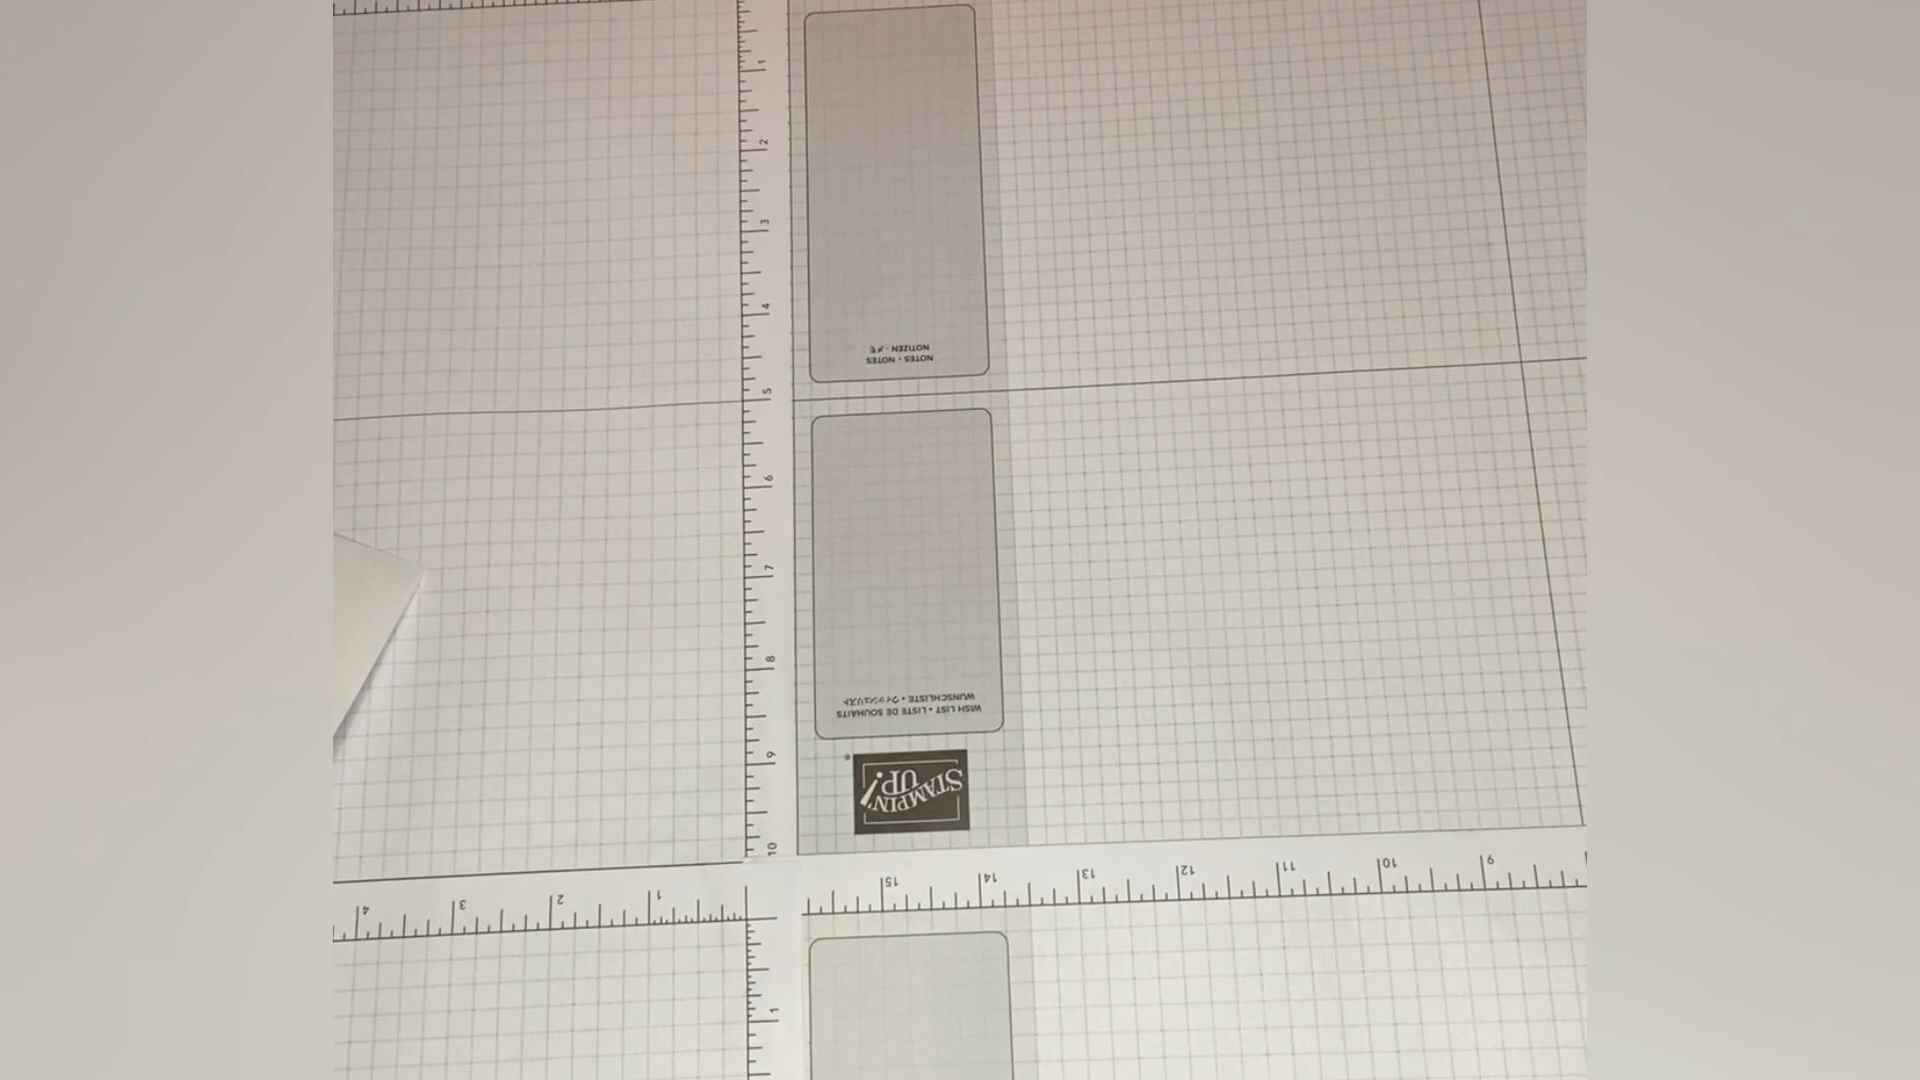 1
2
3
4
NOTES • NOTES
NOTIZEN • メモ
5
6
7
8
WISH LIST • LISTE DE SOUHAITS
WUNSCHLISTE • ウィッシュリスト
9
STAMPIN'
UP!
10
4 3 2 1
15 14 13 12 11 10 9
1